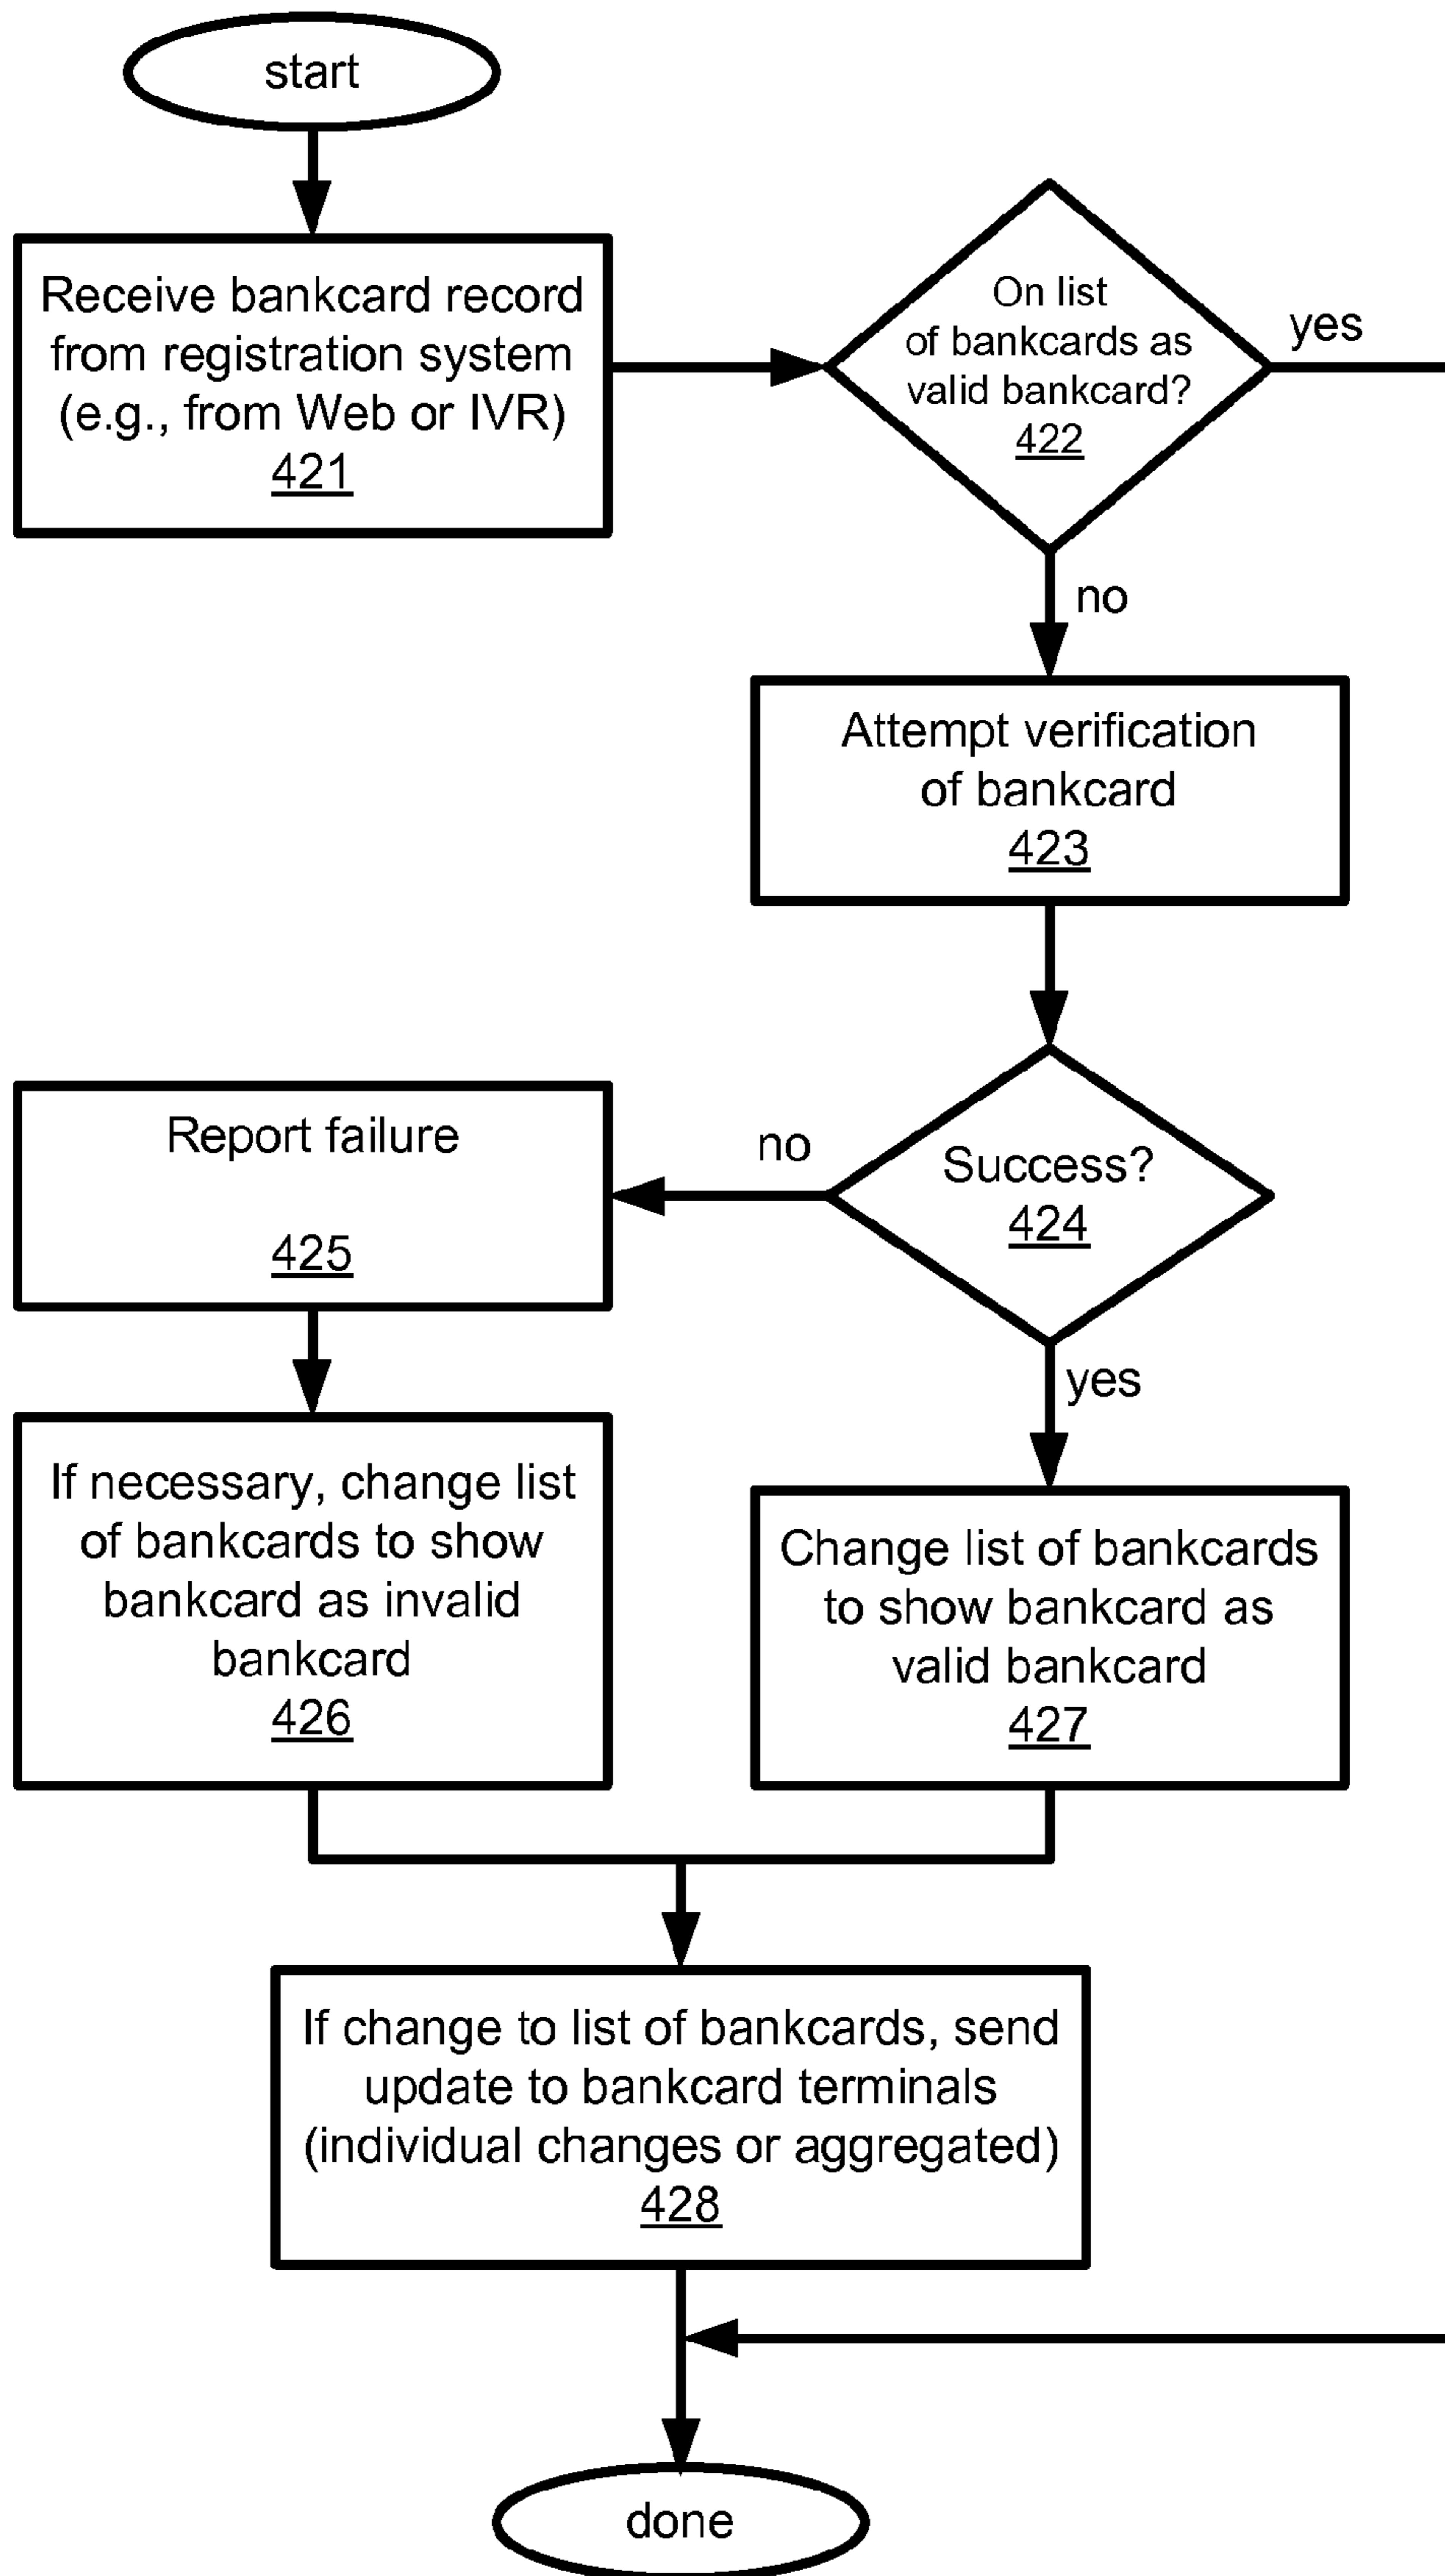 start
Receive bankcard record
from registration system
(e.g., from Web or IVR)
421
On list
of bankcards as
valid bankcard?
422
yes
no
Attempt verification
of bankcard
423
Success?
424
no
Report failure
425
yes
If necessary, change list
of bankcards to show
bankcard as invalid
bankcard
426
Change list of bankcards
to show bankcard as
valid bankcard
427
If change to list of bankcards, send
update to bankcard terminals
(individual changes or aggregated)
428
done